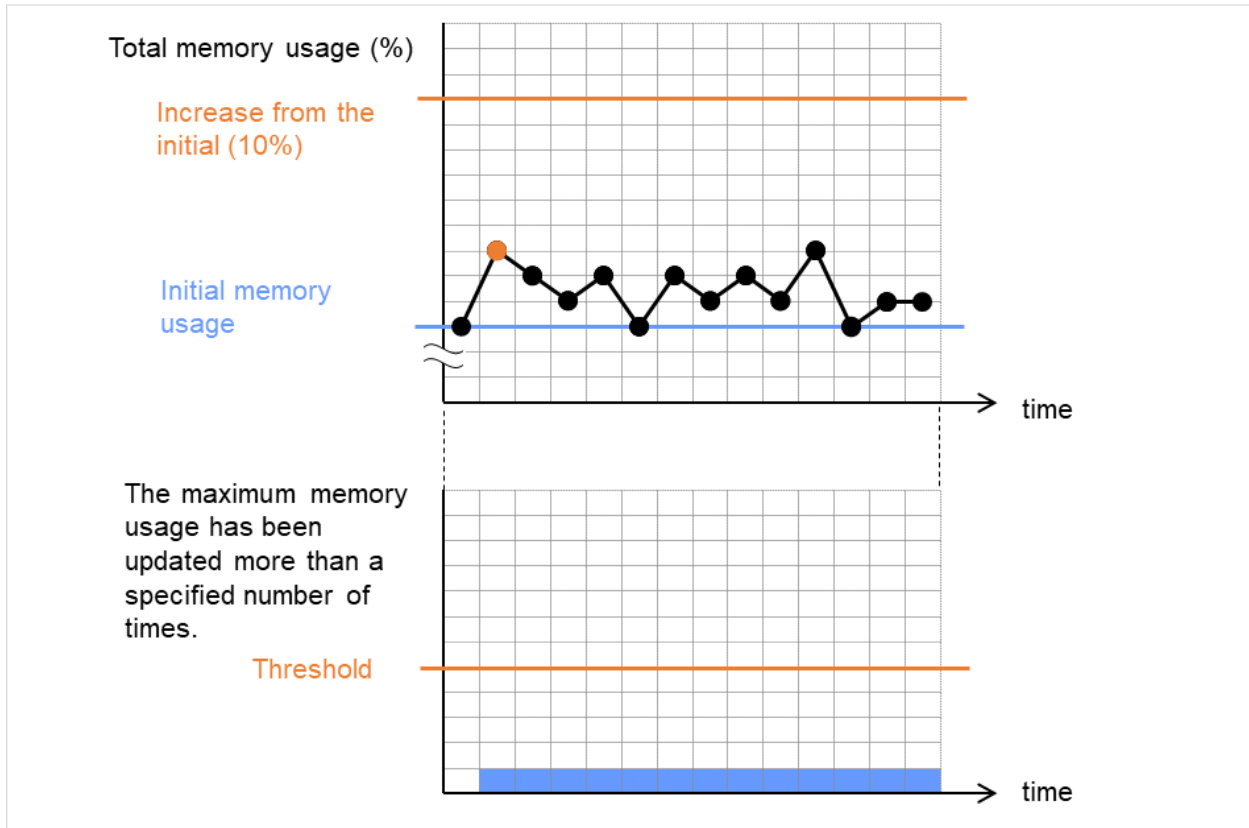 Total memory usage (%)
Increase from the
initial (10%)
Initial memory
usage
time
The maximum memory
usage has been
updated more than a
specified number of
times.
Threshold
time